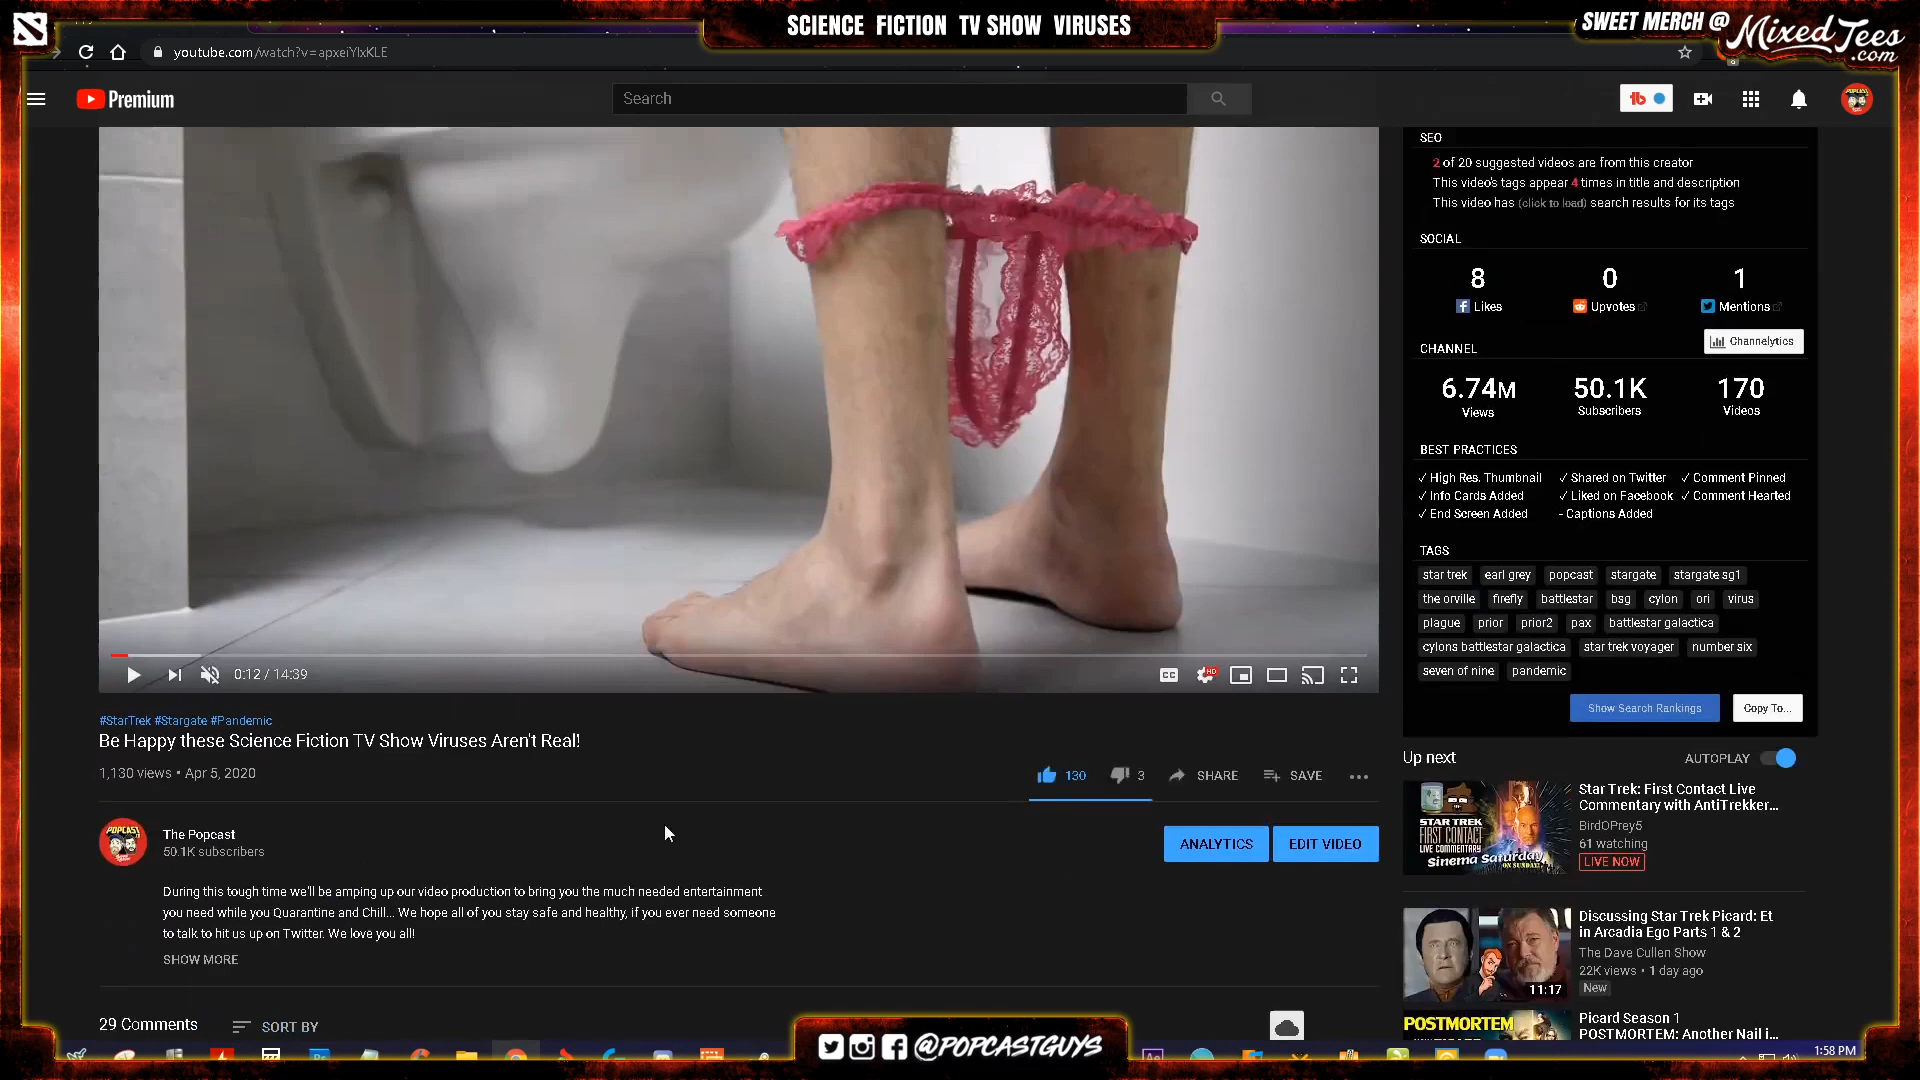 SCIENCE FICTION TV SHOW VIRUSES
SWEET MERCH @
MixedTees
.com
youtube.com/watch?v=apxeiYlxKLE
Premium
Search
SEO
2 of 20 suggested videos are from this creator
This video's tags appear 4 times in title and description
This video has (click to load) search results for its tags
SOCIAL
8 0 1
Likes Upvotes Mentions
CHANNEL
Channelytics
6.74M 50.1K 170
Views Subscribers Videos
BEST PRACTICES
✓ High Res. Thumbnail ✓ Shared on Twitter ✓ Comment Pinned
✓ Info Cards Added ✓ Liked on Facebook ✓ Comment Hearted
✓ End Screen Added - Captions Added
TAGS
star trek earl grey popcast stargate stargate sg1
the orville firefly battlestar bsg cylon ori virus
plague prior prior2 pax battlestar galactica
cylons battlestar galactica star trek voyager number six
seven of nine pandemic
Show Search Rankings Copy To...
0:12 / 14:39
CC HD
#StarTrek #Stargate #Pandemic
Be Happy these Science Fiction TV Show Viruses Aren't Real!
1,130 views • Apr 5, 2020
130 3 SHARE SAVE
POPCAST
The Popcast
50.1K subscribers
ANALYTICS EDIT VIDEO
During this tough time we'll be amping up our video production to bring you the much needed entertainment
you need while you Quarantine and Chill... We hope all of you stay safe and healthy, if you ever need someone
to talk to hit us up on Twitter. We love you all!
SHOW MORE
29 Comments SORT BY
Up next AUTOPLAY
STAR TREK
FIRST CONTACT
LIVE COMMENTARY
Sinema Saturday
ON SUNDAY!
Star Trek: First Contact Live
Commentary with AntiTrekker...
BirdOPrey5
61 watching
LIVE NOW
11:17
Discussing Star Trek Picard: Et
in Arcadia Ego Parts 1 & 2
The Dave Cullen Show
22K views • 1 day ago
New
POSTMORTEM
Picard Season 1
POSTMORTEM: Another Nail i...
@POPCASTGUYS
1:58 PM